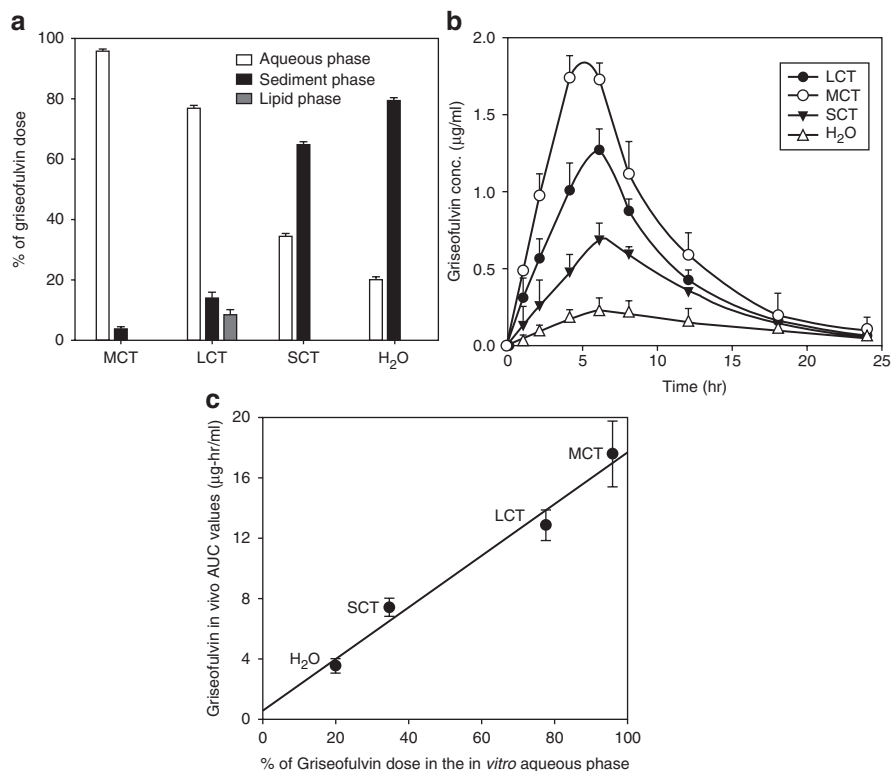 a
% of griseofulvin dose
100
80
60
40
20
0
Aqueous phase
Sediment phase
Lipid phase
MCT LCT SCT H₂O
b
Griseofulvin conc. (μg/ml)
2.0
1.5
1.0
0.5
0.0
LCT
MCT
SCT
H₂O
0 5 10 15 20 25
Time (hr)
c
Griseofulvin in vivo AUC values (μg-hr/ml)
20
16
12
8
4
0
MCT
LCT
SCT
H₂O
0 20 40 60 80 100
% of Griseofulvin dose in the in vitro aqueous phase